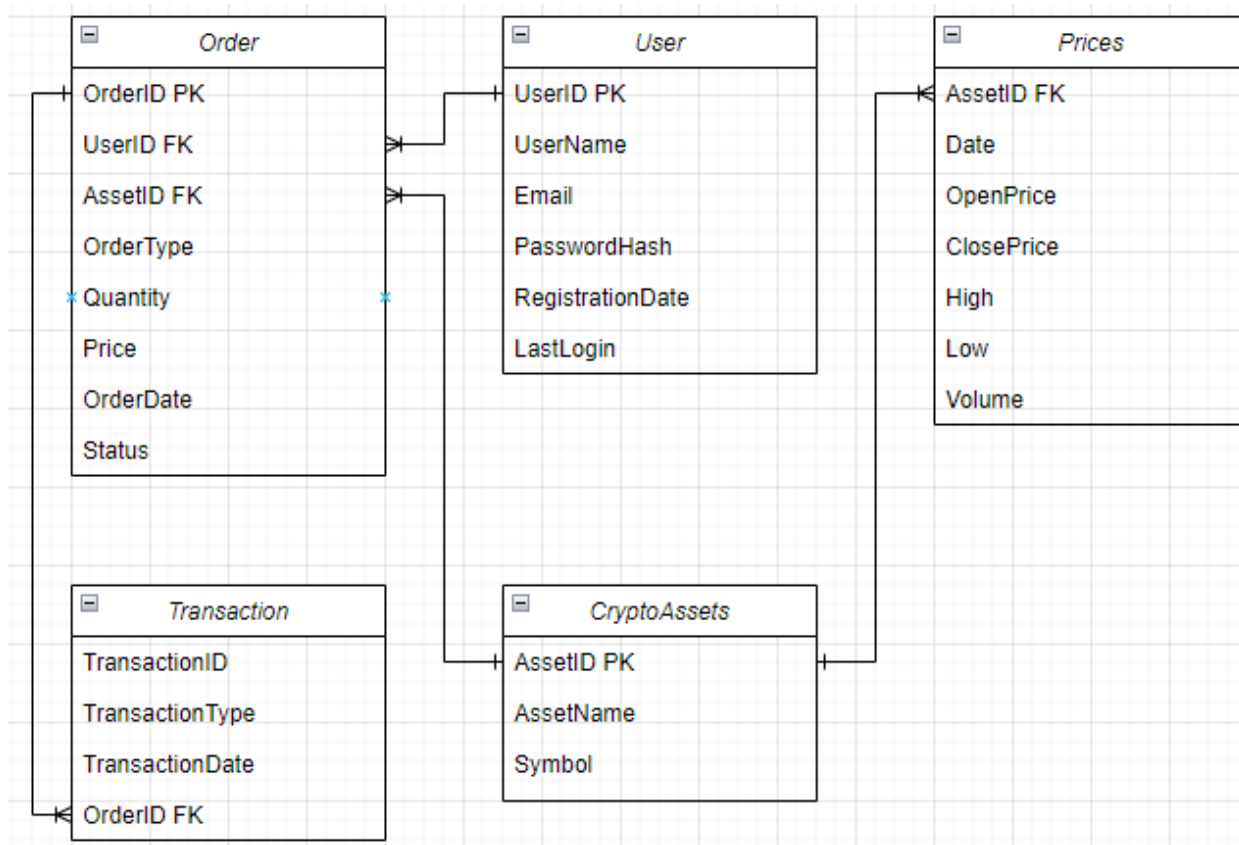 Order
OrderID PK
UserID FK
AssetID FK
OrderType
Quantity
Price
OrderDate
Status
User
UserID PK
UserName
Email
PasswordHash
RegistrationDate
LastLogin
Prices
AssetID FK
Date
OpenPrice
ClosePrice
High
Low
Volume
Transaction
TransactionID
TransactionType
TransactionDate
OrderID FK
CryptoAssets
AssetID PK
AssetName
Symbol